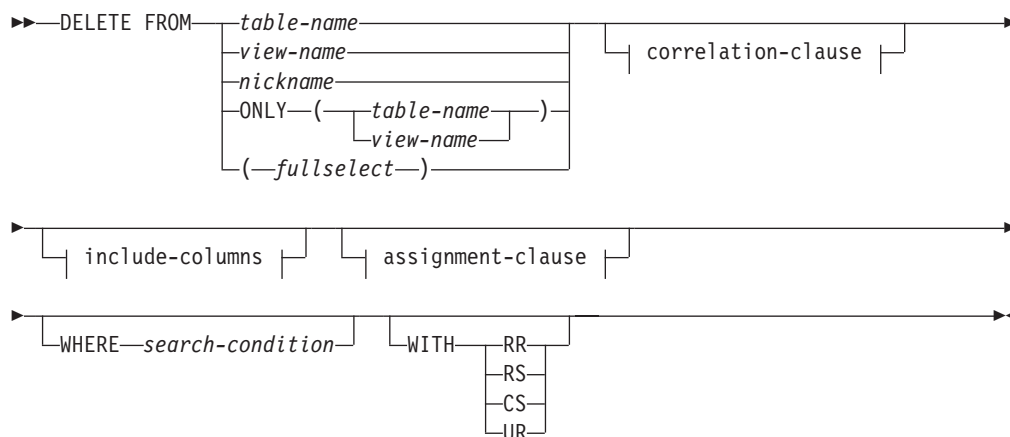 DELETE FROM table-name correlation-clause
view-name
nickname
ONLY ( table-name )
view-name
( fullselect )
include-columns assignment-clause
WHERE search-condition WITH RR
RS
CS
UR